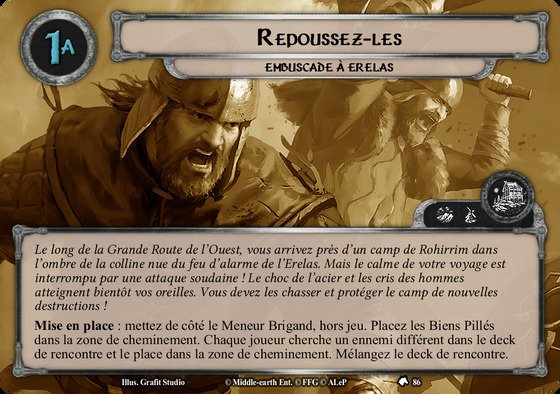 1A
Repoussez-les
Embuscade à Erelas
Le long de la Grande Route de l'Ouest, vous arrivez près d'un camp de Rohirrim dans
l'ombre de la colline nue du feu d'alarme de l'Erelas. Mais le calme de votre voyage est
interrompu par une attaque soudaine ! Le choc de l'acier et les cris des hommes
atteignent bientôt vos oreilles. Vous devez les chasser et protéger le camp de nouvelles
destructions !
Mise en place : mettez de côté le Meneur Brigand, hors jeu. Placez les Biens Pillés
dans la zone de cheminement. Chaque joueur cherche un ennemi différent dans le deck
de rencontre et le place dans la zone de cheminement. Mélangez le deck de rencontre.
Illus. Grafit Studio © Middle-earth Ent. © FFG © ALeP 86